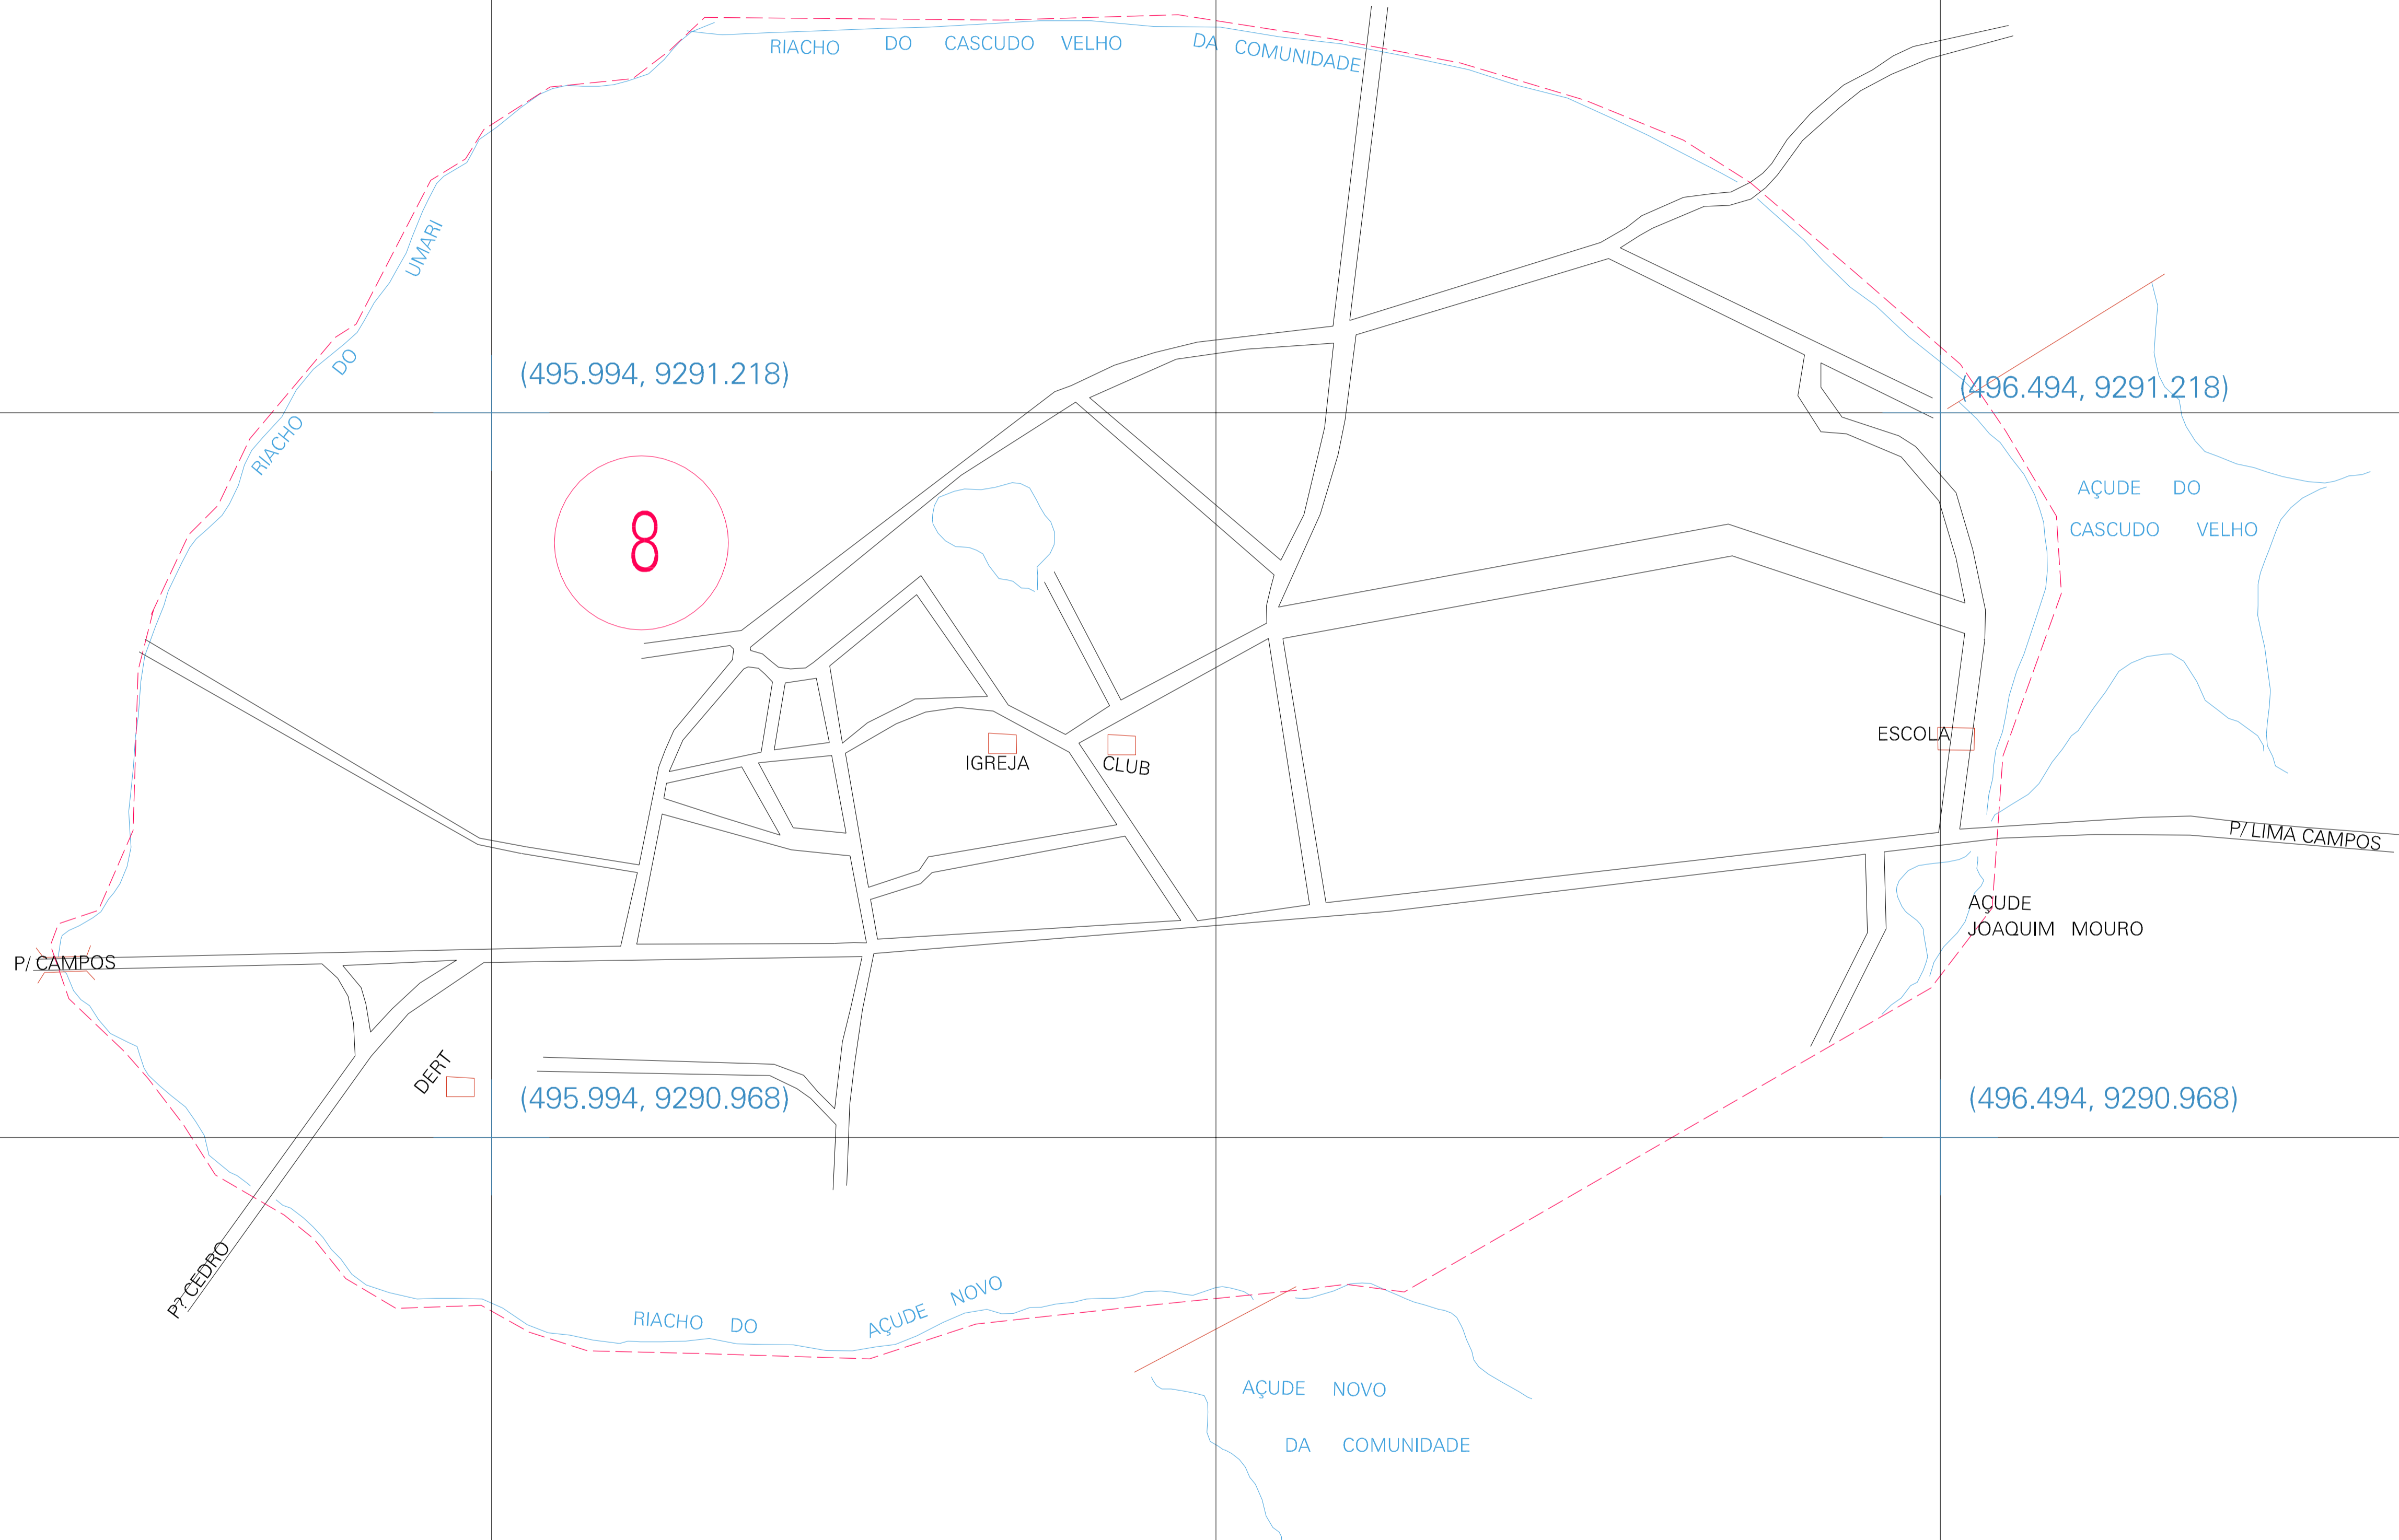 RIACHO DO CASCUDO VELHO DA COMUNIDADE
RIACHO DO UMARI
(495.994, 9291.218)
(496.494, 9291.218)
8
AÇUDE DO
CASCUDO VELHO
ESCOLA
IGREJA
CLUB
P/ LIMA CAMPOS
AÇUDE
JOAQUIM MOURO
P/ CAMPOS
DERT
(495.994, 9290.968)
(496.494, 9290.968)
P? CEDRO
RIACHO DO AÇUDE NOVO
AÇUDE NOVO
DA COMUNIDADE